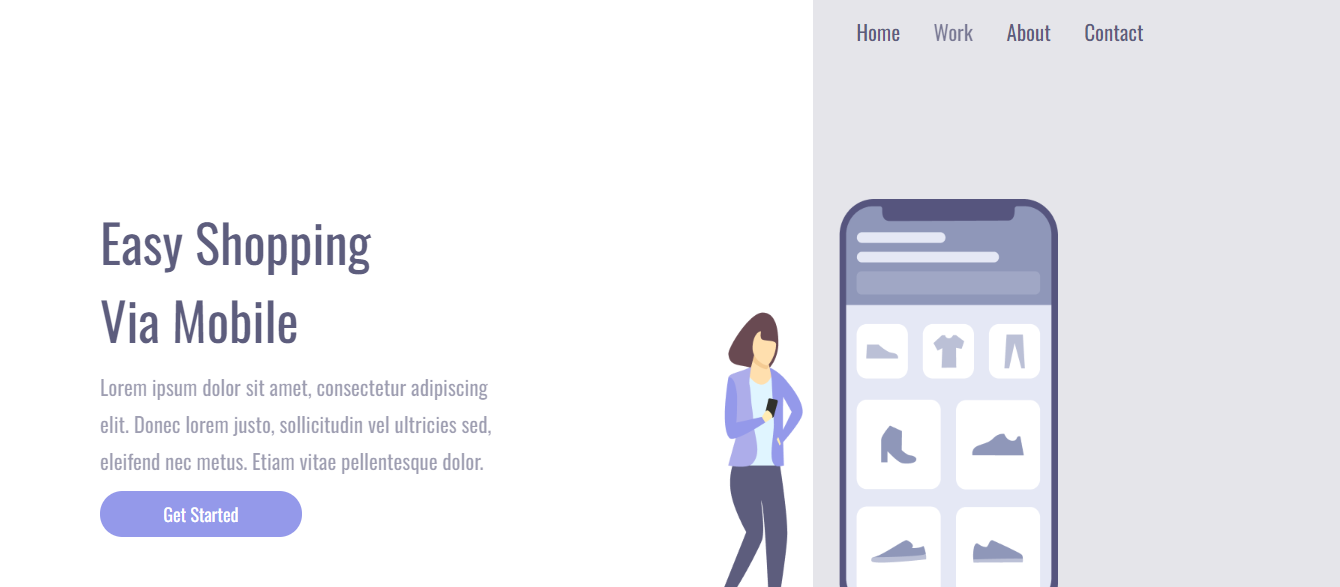 Home Work About Contact
Easy Shopping
Via Mobile
Lorem ipsum dolor sit amet, consectetur adipiscing
elit. Donec lorem justo, sollicitudin vel ultricies sed,
eleifend nec metus. Etiam vitae pellentesque dolor.
Get Started